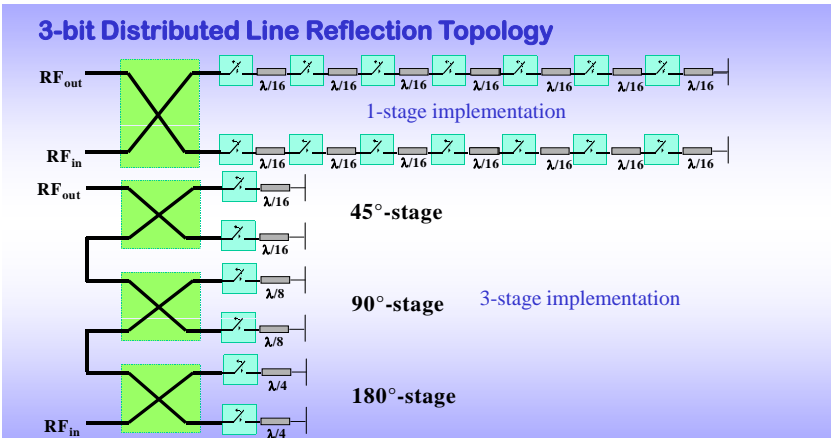 3-bit Distributed Line Reflection Topology
RFout
λ/16 λ/16 λ/16 λ/16 λ/16 λ/16 λ/16
1-stage implementation
RFin
λ/16 λ/16 λ/16 λ/16 λ/16 λ/16 λ/16
RFout
λ/16
45°-stage
λ/16
λ/8
90°-stage
3-stage implementation
λ/8
λ/4
180°-stage
RFin
λ/4